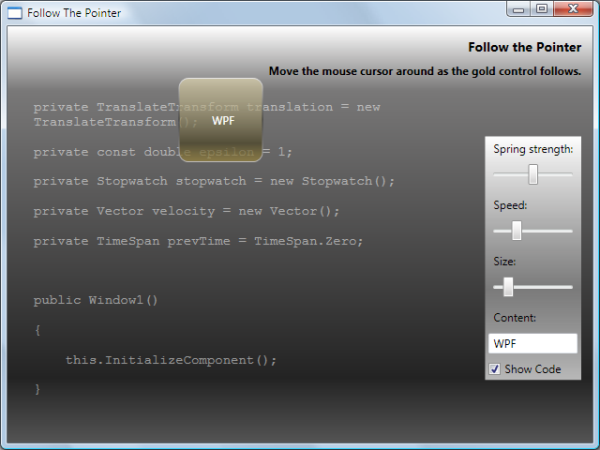 Follow The Pointer
Follow the Pointer
Move the mouse cursor around as the gold control follows.
private TranslateTransform translation = new
TranslateTransform();
WPF
private const double epsilon = 1;
private Stopwatch stopwatch = new Stopwatch();
private Vector velocity = new Vector();
private TimeSpan prevTime = TimeSpan.Zero;
public Window1()
{
this.InitializeComponent();
}
Spring strength:
Speed:
Size:
Content:
WPF
Show Code